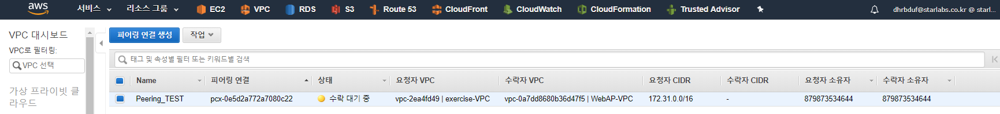 aws 서비스 리소스 그룹 EC2 VPC RDS S3 Route 53 CloudFront CloudWatch CloudFormation Trusted Advisor dhrbduf@starlabs.co.kr @ starl...
VPC 대시보드
VPC로 필터링:
VPC 선택
가상 프라이빗 클
라우드
피어링 연결 생성 작업
태그 및 속성별 필터 또는 키워드별 검색
Name 피어링 연결 상태 요청자 VPC 수락자 VPC 요청자 CIDR 수락자 CIDR 요청자 소유자 수락자 소유자
Peering_TEST pcx-0e5d2a772a7080c22 수락 대기 중 vpc-2ea4fd49 | exercise-VPC vpc-0a7dd8680b36d47f5 | WebAP-VPC 172.31.0.0/16 - 879873534644 879873534644